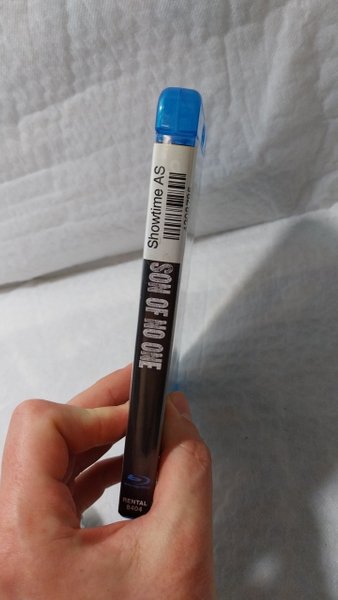 Showtime AS
SON OF NO ONE
RENTAL
8404